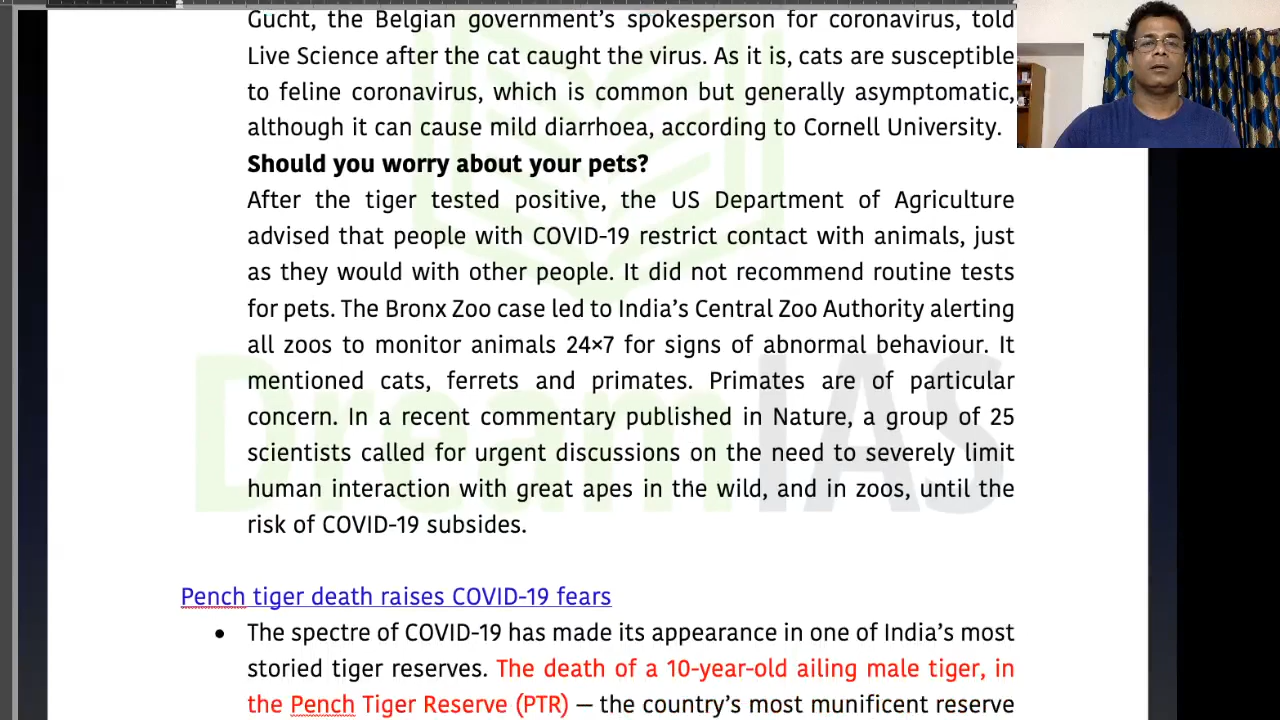 Gucht, the Belgian government's spokesperson for coronavirus, told
Live Science after the cat caught the virus. As it is, cats are susceptible
to feline coronavirus, which is common but generally asymptomatic,
although it can cause mild diarrhoea, according to Cornell University.
Should you worry about your pets?
After the tiger tested positive, the US Department of Agriculture
advised that people with COVID-19 restrict contact with animals, just
as they would with other people. It did not recommend routine tests
for pets. The Bronx Zoo case led to India's Central Zoo Authority alerting
all zoos to monitor animals 24×7 for signs of abnormal behaviour. It
mentioned cats, ferrets and primates. Primates are of particular
concern. In a recent commentary published in Nature, a group of 25
scientists called for urgent discussions on the need to severely limit
human interaction with great apes in the wild, and in zoos, until the
risk of COVID-19 subsides.
DreamIAS
Pench tiger death raises COVID-19 fears
• The spectre of COVID-19 has made its appearance in one of India's most
storied tiger reserves. The death of a 10-year-old ailing male tiger, in
the Pench Tiger Reserve (PTR) — the country's most munificent reserve